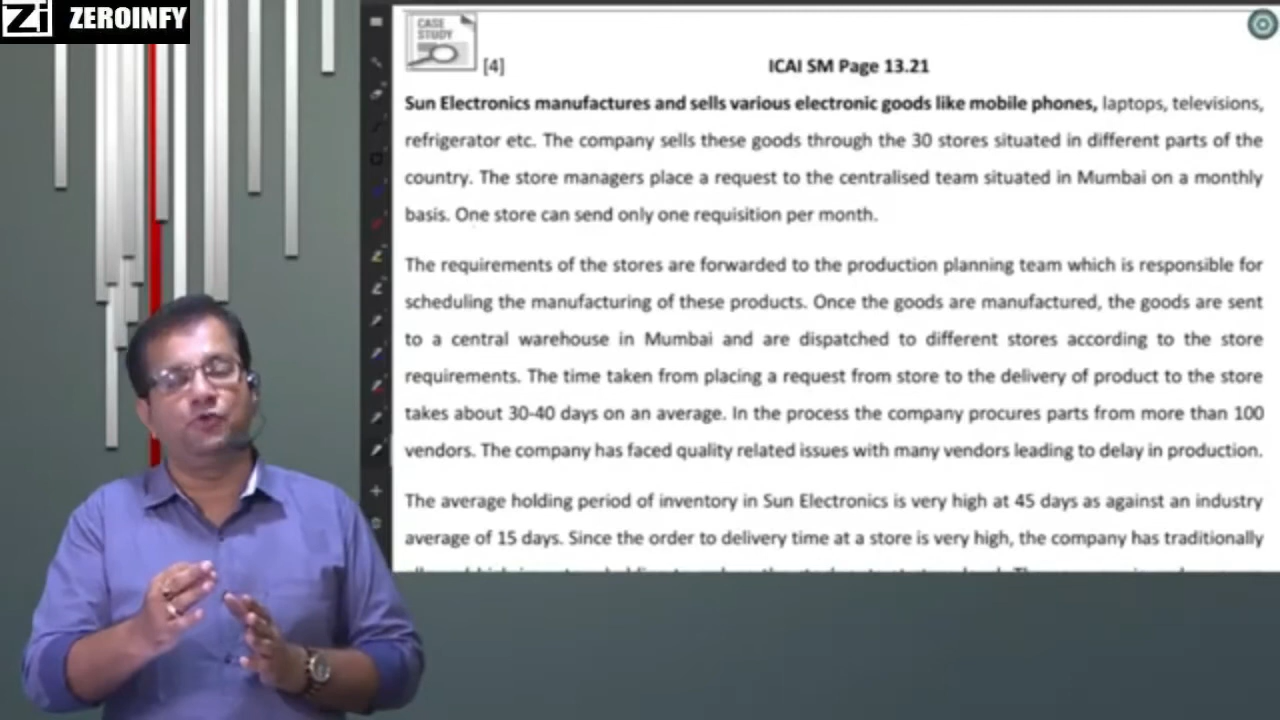 Zi ZEROINFY
CASE
STUDY
[4] ICAI SM Page 13.21
Sun Electronics manufactures and sells various electronic goods like mobile phones, laptops, televisions,
refrigerator etc. The company sells these goods through the 30 stores situated in different parts of the
country. The store managers place a request to the centralised team situated in Mumbai on a monthly
basis. One store can send only one requisition per month.
The requirements of the stores are forwarded to the production planning team which is responsible for
scheduling the manufacturing of these products. Once the goods are manufactured, the goods are sent
to a central warehouse in Mumbai and are dispatched to different stores according to the store
requirements. The time taken from placing a request from store to the delivery of product to the store
takes about 30-40 days on an average. In the process the company procures parts from more than 100
vendors. The company has faced quality related issues with many vendors leading to delay in production.
The average holding period of inventory in Sun Electronics is very high at 45 days as against an industry
average of 15 days. Since the order to delivery time at a store is very high, the company has traditionally